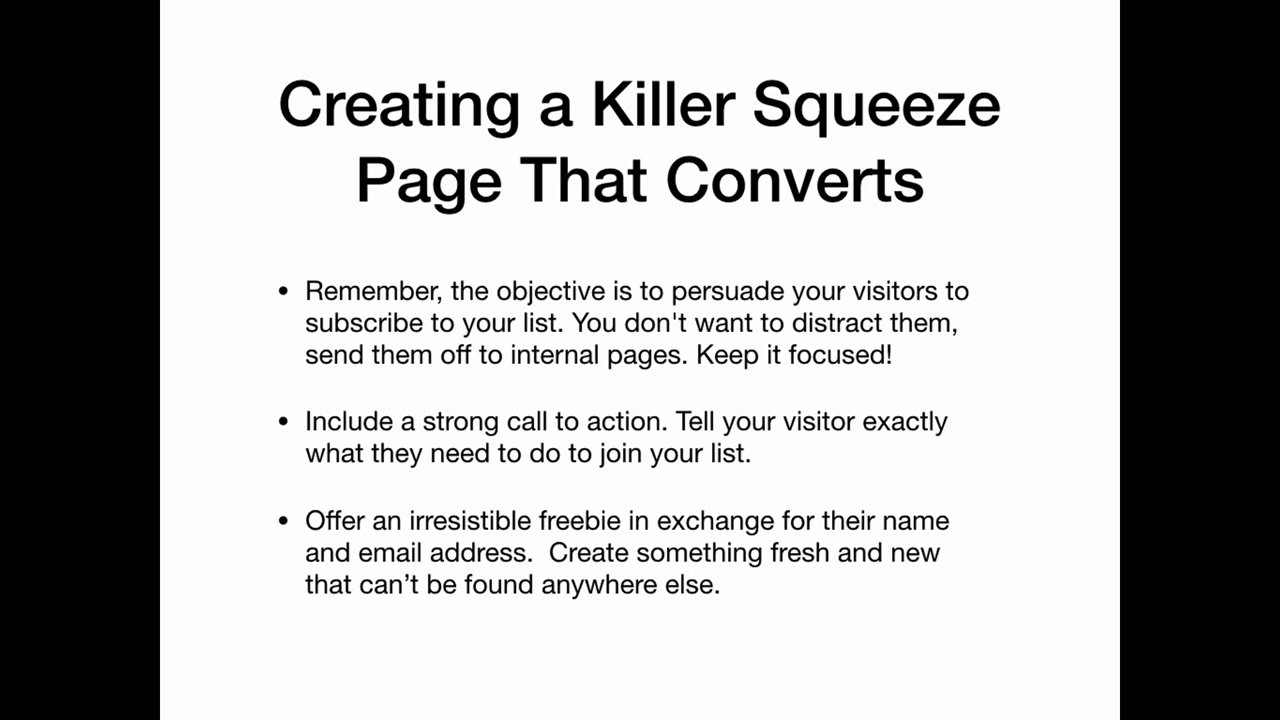 Creating a Killer Squeeze
Page That Converts
• Remember, the objective is to persuade your visitors to
subscribe to your list. You don't want to distract them,
send them off to internal pages. Keep it focused!
• Include a strong call to action. Tell your visitor exactly
what they need to do to join your list.
• Offer an irresistible freebie in exchange for their name
and email address.  Create something fresh and new
that can’t be found anywhere else.